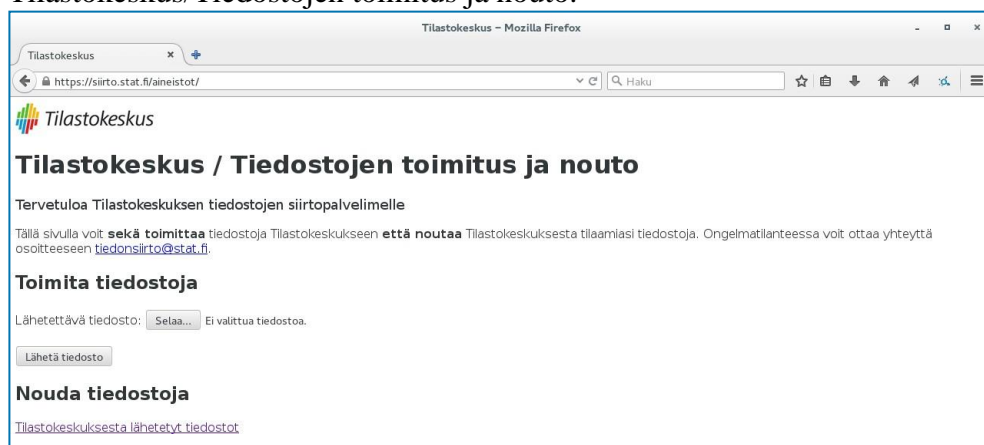 Tilastokeskus/Tiedostojen toimitus ja nouto.
Tilastokeskus – Mozilla Firefox
Tilastokeskus
https://siirto.stat.fi/aineistot/
Haku
Tilastokeskus
Tilastokeskus / Tiedostojen toimitus ja nouto
Tervetuloa Tilastokeskuksen tiedostojen siirtopalvelimelle
Tällä sivulla voit sekä toimittaa tiedostoja Tilastokeskukseen että noutaa Tilastokeskuksesta tilaamiasi tiedostoja. Ongelmatilanteessa voit ottaa yhteyttä
osoitteeseen tiedonsiirto@stat.fi.
Toimita tiedostoja
Lähetettävä tiedosto: Selaa... Ei valittua tiedostoa.
Lähetä tiedosto
Nouda tiedostoja
Tilastokeskuksesta lähetetyt tiedostot